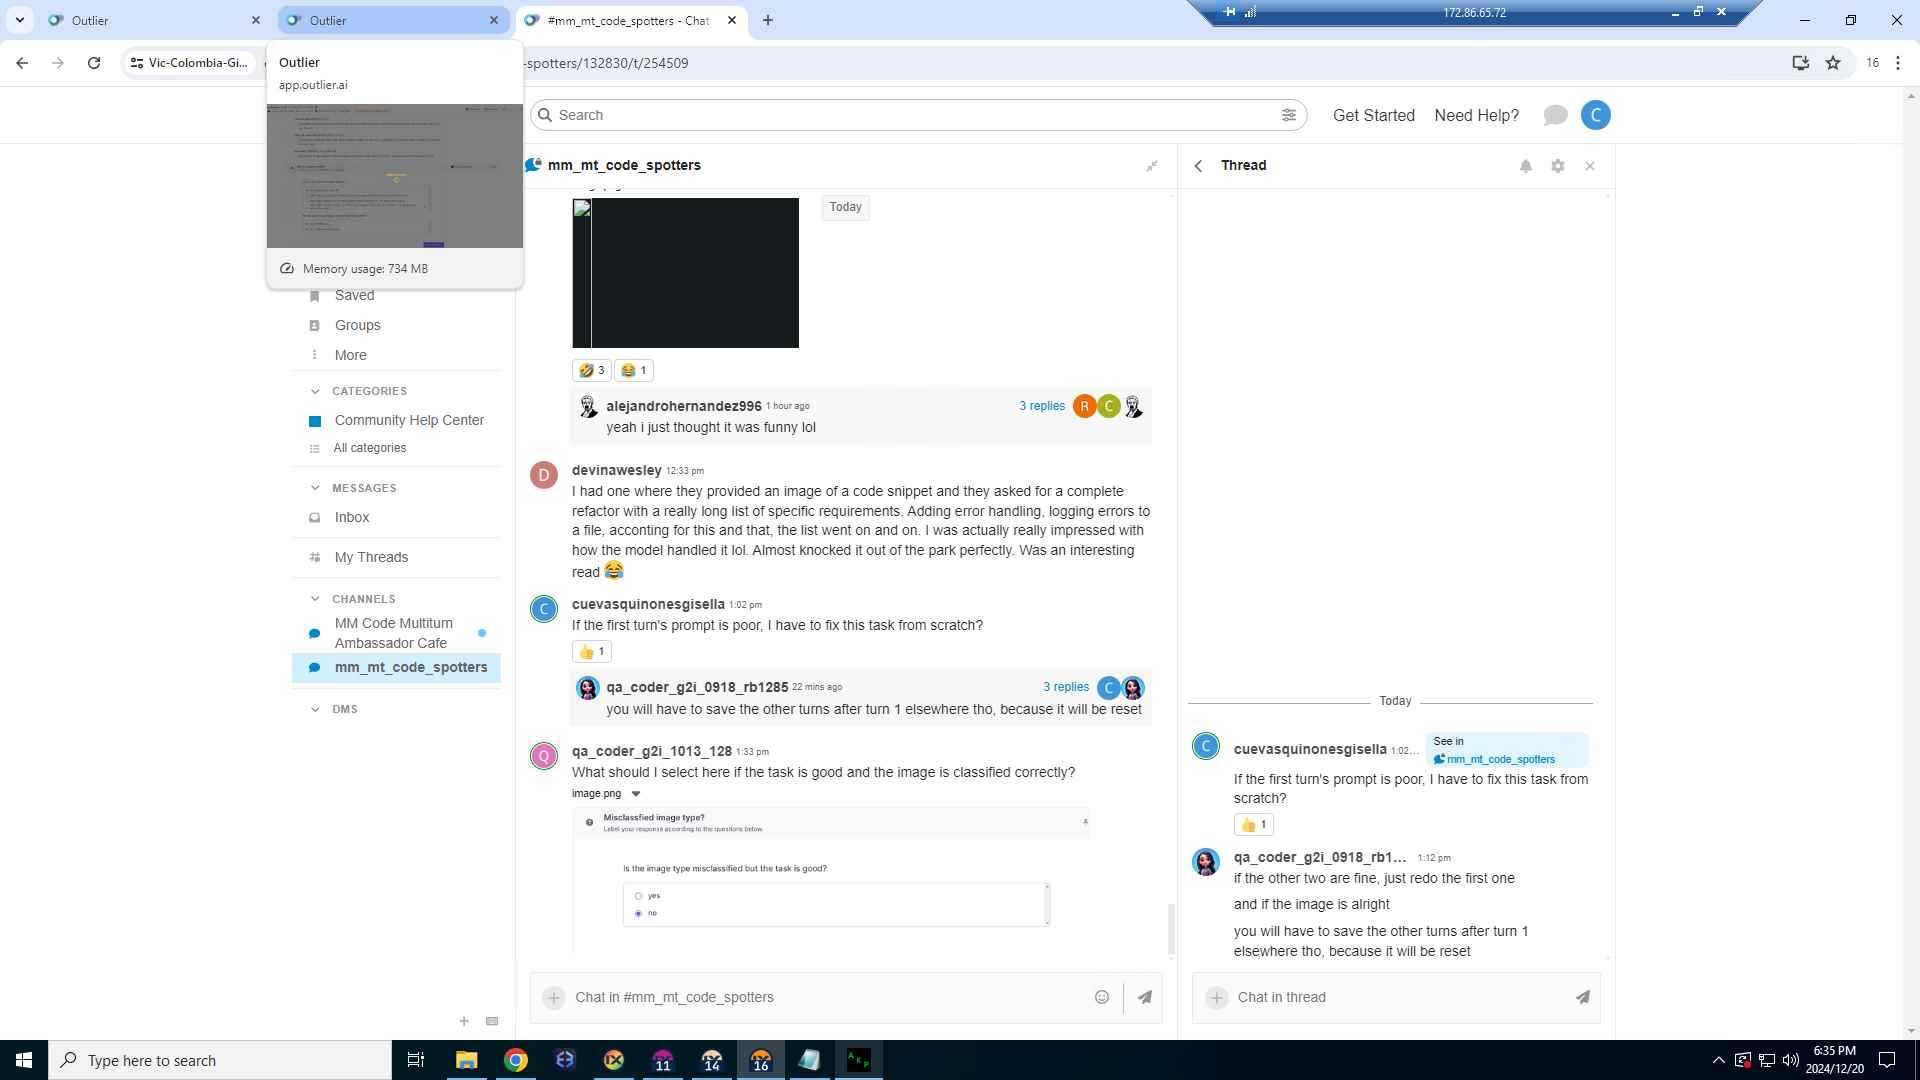 Outlier
Outlier
#mm_mt_code_spotters - Chat
172.86.65.72
Vic-Colombia-Gi...
-spotters/132830/t/254509
16
Outlier
app.outlier.ai
Memory usage: 734 MB
Search
Get Started
Need Help?
C
mm_mt_code_spotters
Thread
Today
Saved
Groups
More
CATEGORIES
Community Help Center
All categories
MESSAGES
Inbox
My Threads
CHANNELS
MM Code Multiturn
Ambassador Cafe
mm_mt_code_spotters
DMS
3
1
alejandrohernandez996 1 hour ago
3 replies
R
C
yeah i just thought it was funny lol
D
devinawesley 12:33 pm
I had one where they provided an image of a code snippet and they asked for a complete
refactor with a really long list of specific requirements. Adding error handling, logging errors to
a file, acconting for this and that, the list went on and on. I was actually really impressed with
how the model handled it lol. Almost knocked it out of the park perfectly. Was an interesting
read
C
cuevasquinonesgisella 1:02 pm
If the first turn's prompt is poor, I have to fix this task from scratch?
1
qa_coder_g2i_0918_rb1285 22 mins ago
3 replies
C
you will have to save the other turns after turn 1 elsewhere tho, because it will be reset
Q
qa_coder_g2i_1013_128 1:33 pm
What should I select here if the task is good and the image is classified correctly?
image.png
Misclassfied image type?
Label your response according to the questions below.
Is the image type misclassified but the task is good?
yes
no
Chat in #mm_mt_code_spotters
Today
C
cuevasquinonesgisella 1:02...
See in
mm_mt_code_spotters
If the first turn's prompt is poor, I have to fix this task from
scratch?
1
qa_coder_g2i_0918_rb1... 1:12 pm
if the other two are fine, just redo the first one
and if the image is alright
you will have to save the other turns after turn 1
elsewhere tho, because it will be reset
Chat in thread
Type here to search
11
14
16
6:35 PM
2024/12/20